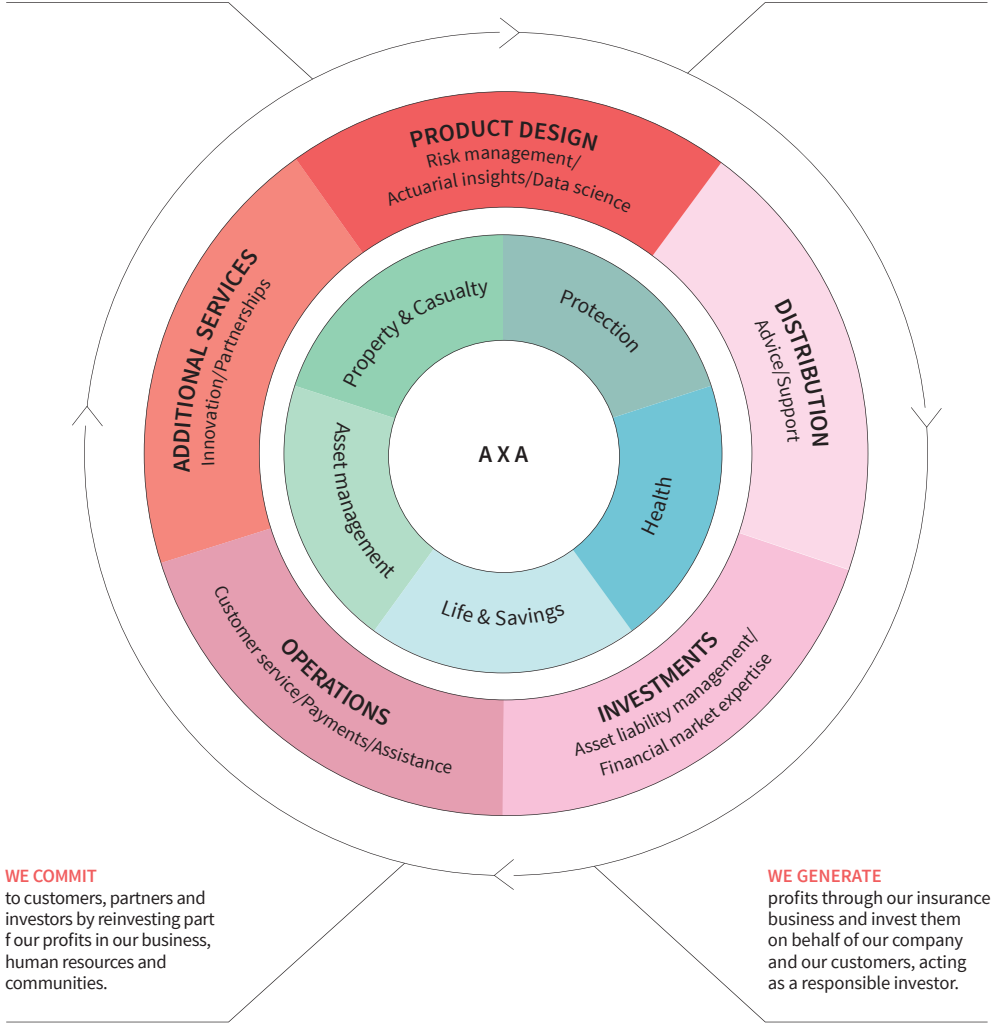 PRODUCT DESIGN
Risk management/
Actuarial insights/Data science
DISTRIBUTION
Advice/Support
INVESTMENTS
Asset liability management/
Financial market expertise
OPERATIONS
Customer service/Payments/Assistance
ADDITIONAL SERVICES
Innovation/Partnerships
Property & Casualty
Protection
Health
Life & Savings
Asset management
AXA
WE COMMIT
to customers, partners and
investors by reinvesting part
f our profits in our business,
human resources and
communities.
WE GENERATE
profits through our insurance
business and invest them
on behalf of our company
and our customers, acting
as a responsible investor.